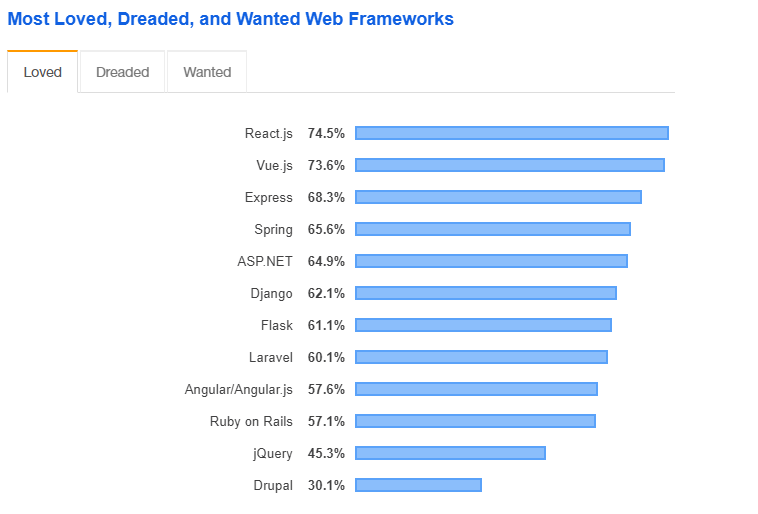 Most Loved, Dreaded, and Wanted Web Frameworks
Loved Dreaded Wanted
React.js 74.5%
Vue.js 73.6%
Express 68.3%
Spring 65.6%
ASP.NET 64.9%
Django 62.1%
Flask 61.1%
Laravel 60.1%
Angular/Angular.js 57.6%
Ruby on Rails 57.1%
jQuery 45.3%
Drupal 30.1%